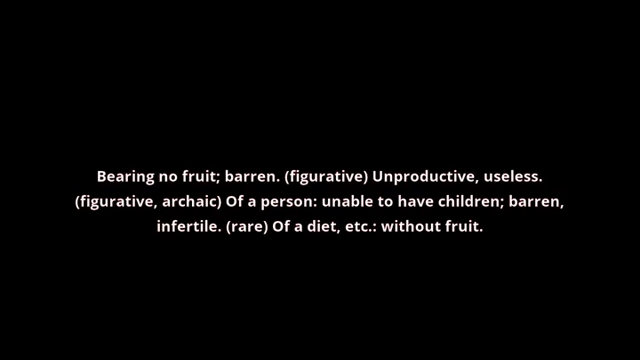 Bearing no fruit; barren. (figurative) Unproductive, useless.
(figurative, archaic) Of a person: unable to have children; barren,
infertile. (rare) Of a diet, etc.: without fruit.